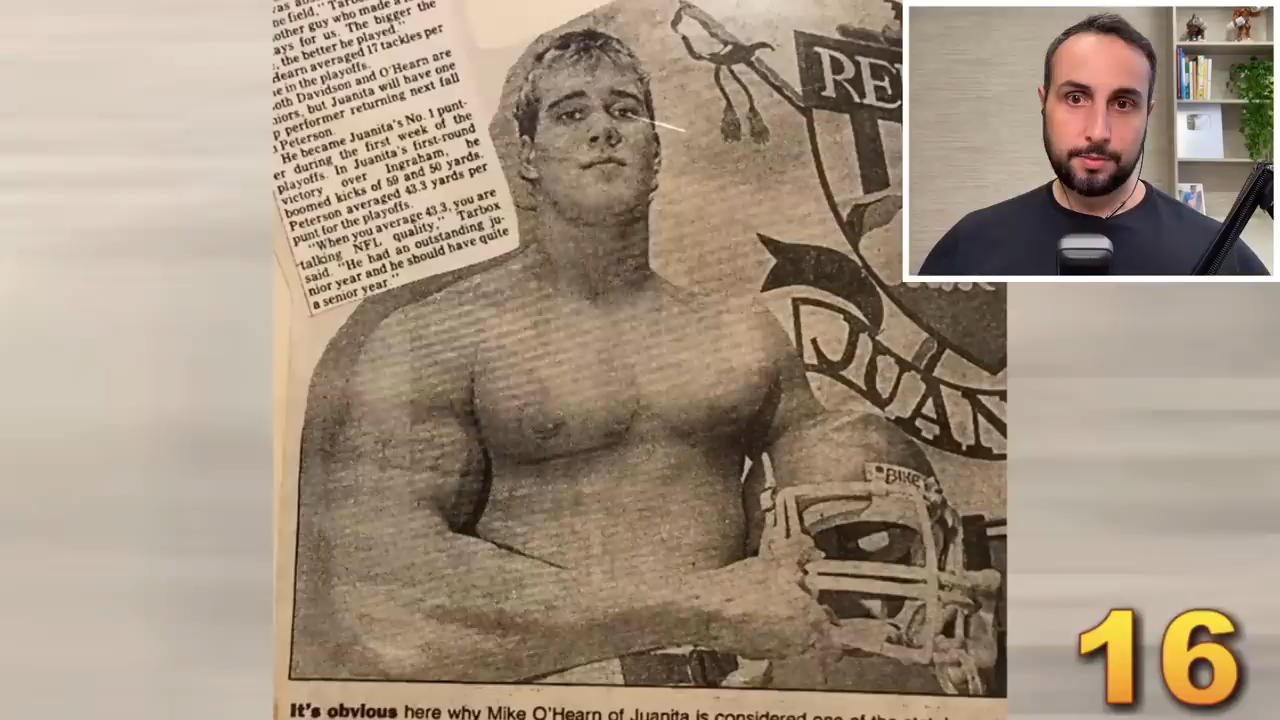 the field," Tarb
other guy who made a
ays for us. The bigger the
the better he played."
averaged 17 tackles per
in the playoffs.
Davidson and O'Hearn are
iors, but Juanita will have one
performer returning next fall
Peterson.
He became Juanita's No. 1 punt-
er during the first week of the
playoffs. In Juanita's first-round
victory over Ingraham, he
boomed kicks of 59 and 50 yards.
Peterson averaged 43.3 yards per
punt for the playoffs.
"When you average 43.3, you are
talking NFL quality," Tarbox
said. "He had an outstanding ju-
nior year and he should have quite
a senior year."
RE
JUAN
BIKE
16
It's obvious here why Mike O'Hearn of Juanita is considered one of the